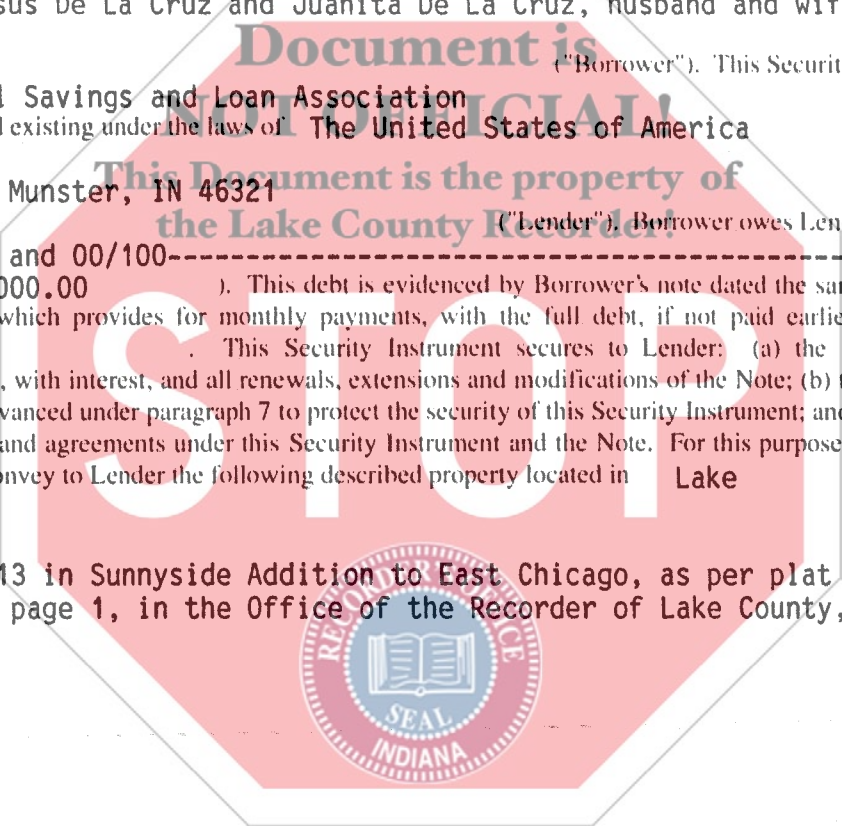 sus De La Cruz and Juanita De La Cruz, husband and wif
Document is
("Borrower"). This Securit
l Savings and Loan Association
NOT OFFICIAL!
d existing under the laws of The United States of America
This Document is the property of
Munster, IN 46321
the Lake County Recorder!
("Lender"). Borrower owes Len
and 00/100--------------------------------------------------
000.00 ). This debt is evidenced by Borrower's note dated the sa
which provides for monthly payments, with the full debt, if not paid earlie
. This Security Instrument secures to Lender: (a) the
, with interest, and all renewals, extensions and modifications of the Note; (b) t
vanced under paragraph 7 to protect the security of this Security Instrument; and
and agreements under this Security Instrument and the Note. For this purpose
onvey to Lender the following described property located in Lake
STOP
13 in Sunnyside Addition to East Chicago, as per plat
page 1, in the Office of the Recorder of Lake County,
RECORDER OFFICE
SEAL
INDIANA